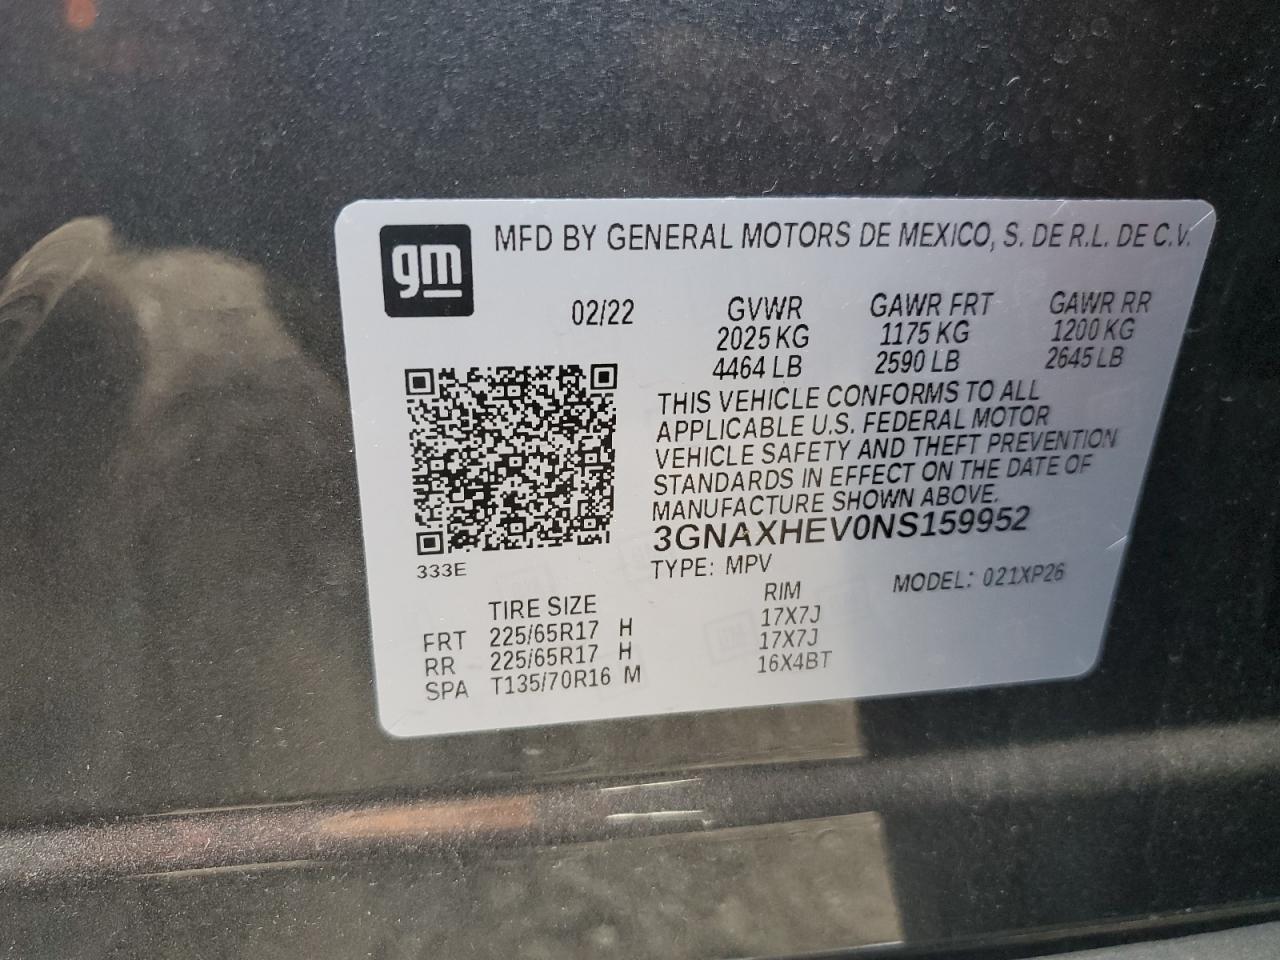 gm MFD BY GENERAL MOTORS DE MEXICO, S. DE R.L. DE C.V.
02/22 GVWR GAWR FRT GAWR RR
2025 KG 1175 KG 1200 KG
4464 LB 2590 LB 2645 LB
THIS VEHICLE CONFORMS TO ALL
APPLICABLE U.S. FEDERAL MOTOR
VEHICLE SAFETY AND THEFT PREVENTION
STANDARDS IN EFFECT ON THE DATE OF
MANUFACTURE SHOWN ABOVE.
3GNAXHEV0NS159952
333E TYPE: MPV MODEL: 021XP26
TIRE SIZE RIM
FRT 225/65R17 H 17X7J
RR 225/65R17 H 17X7J
SPA T135/70R16 M 16X4BT